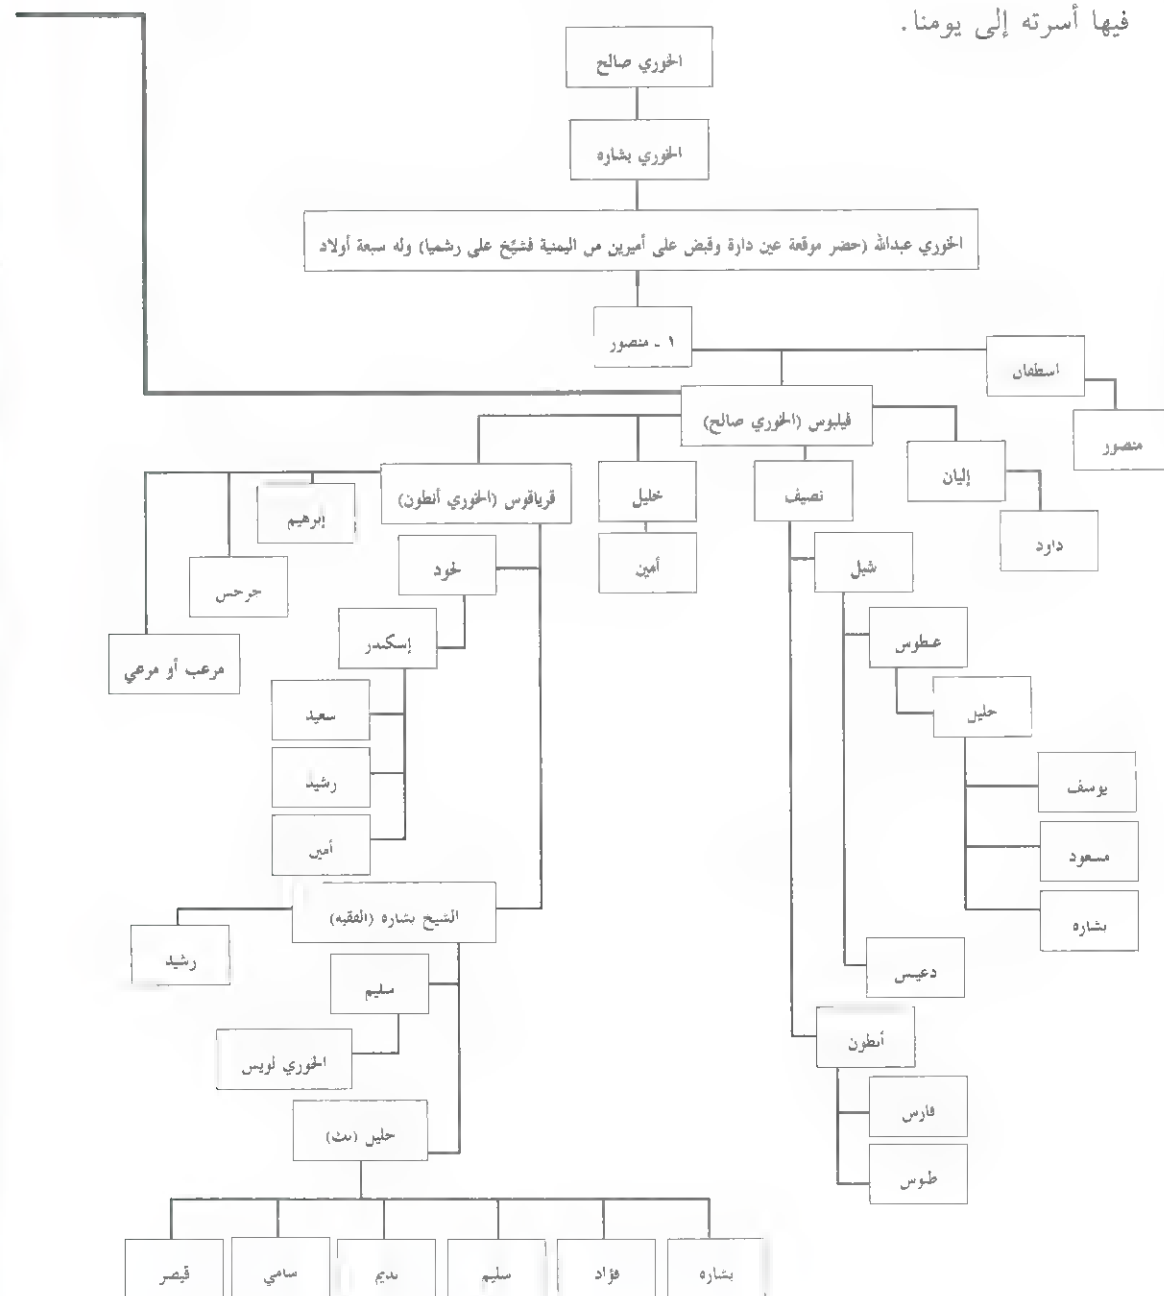 فيها أسرته إلى يومنا.
الخوري صالح
الخوري بشاره
الخوري عبدالله (حضر موقعة عين دارة وقبض على أميرين من اليمنية فشيِّخ على رشميا) وله سبعة أولاد
١ - منصور
اسطفان
منصور
فيلبوس (الخوري صالح)
إليان
داود
نصيف
خليل
أمين
قرياقوس (الخوري أنطون)
إبرهيم
جرجس
مرعب أو مرعي
شبل
عطوس
خليل
يوسف
مسعود
بشاره
دعيس
أنطون
فارس
طوس
لحود
إسكندر
سعيد
رشيد
أمين
الشيخ بشاره (الفقيه)
رشيد
سليم
الخوري لويس
خليل (بك)
بشاره
فؤاد
سليم
نديم
سامي
قيصر